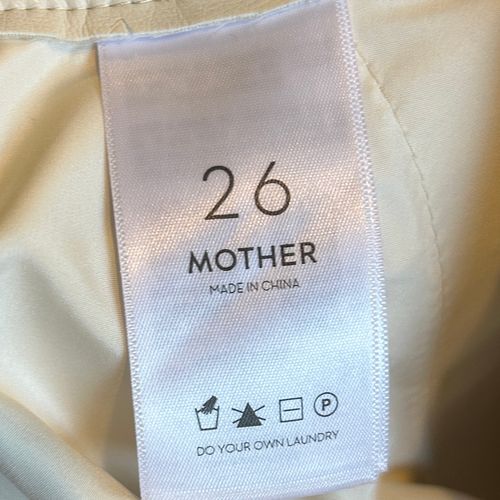 26
MOTHER
MADE IN CHINA
P
DO YOUR OWN LAUNDRY